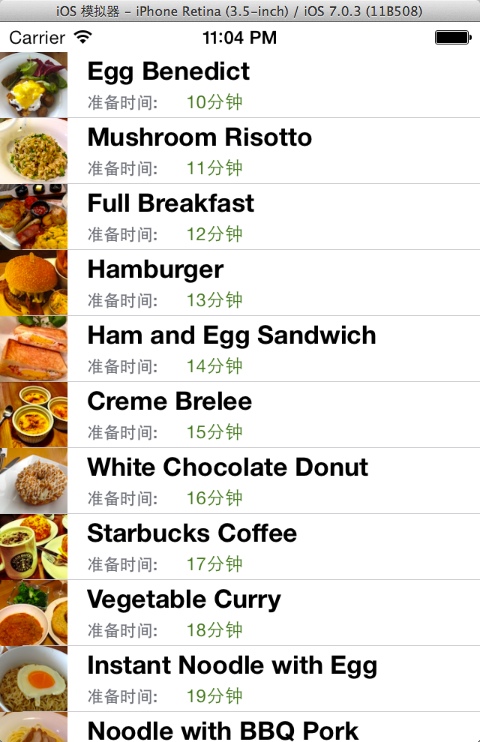 iOS 模拟器 - iPhone Retina (3.5-inch) / iOS 7.0.3 (11B508)
Carrier 11:04 PM
Egg Benedict
准备时间: 10分钟
Mushroom Risotto
准备时间: 11分钟
Full Breakfast
准备时间: 12分钟
Hamburger
准备时间: 13分钟
Ham and Egg Sandwich
准备时间: 14分钟
Creme Brelee
准备时间: 15分钟
White Chocolate Donut
准备时间: 16分钟
Starbucks Coffee
准备时间: 17分钟
Vegetable Curry
准备时间: 18分钟
Instant Noodle with Egg
准备时间: 19分钟
Noodle with BBQ Pork